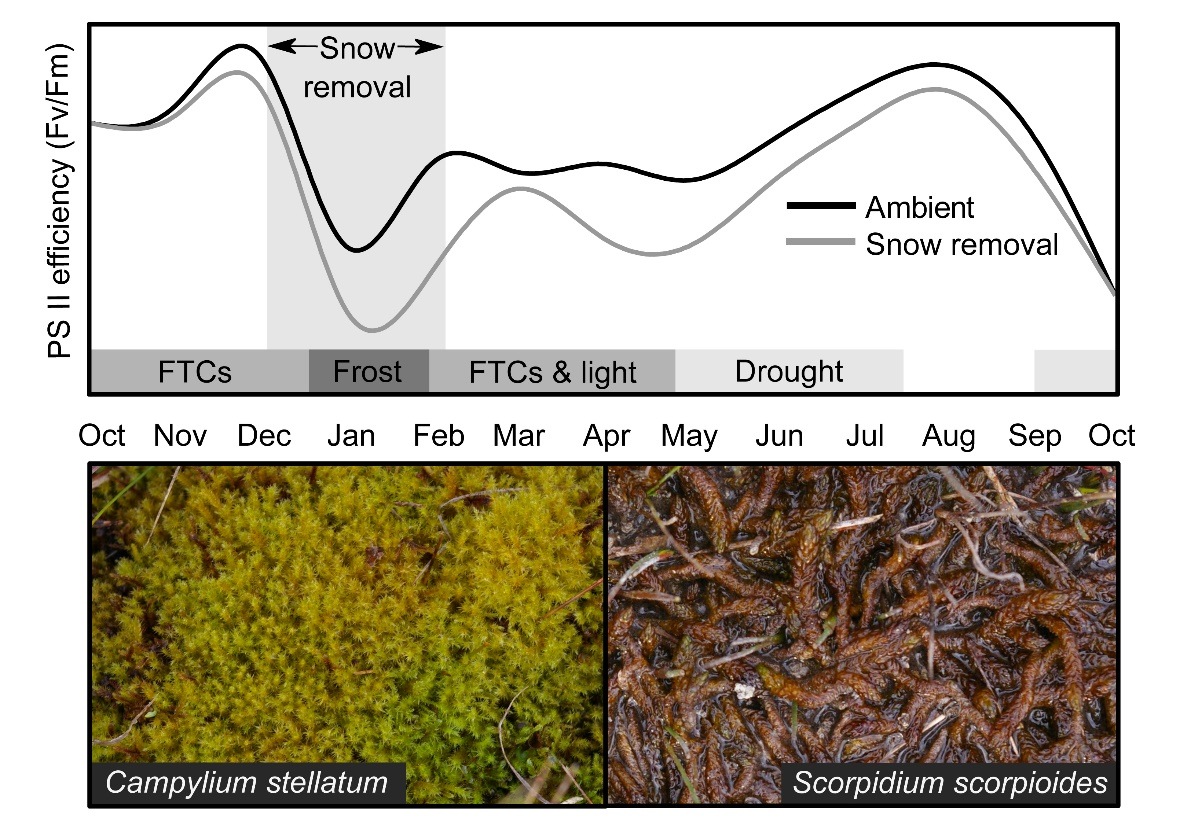 PS II efficiency (Fv/Fm)
Snow
removal
Ambient
Snow removal
FTCs Frost FTCs & light Drought
Oct Nov Dec Jan Feb Mar Apr May Jun Jul Aug Sep Oct
Campylium stellatum
Scorpidium scorpioides